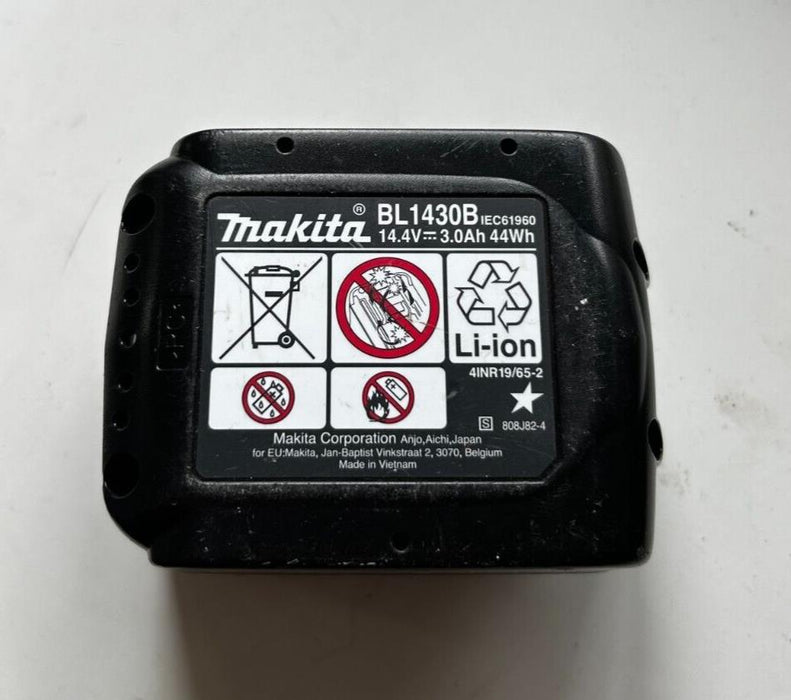 makita® BL1430B IEC61960
14.4V⎓ 3.0Ah 44Wh
Li-ion
4INR19/65-2
S 808J82-4
Makita Corporation Anjo,Aichi,Japan
for EU:Makita, Jan-Baptist Vinkstraat 2, 3070, Belgium
Made in Vietnam